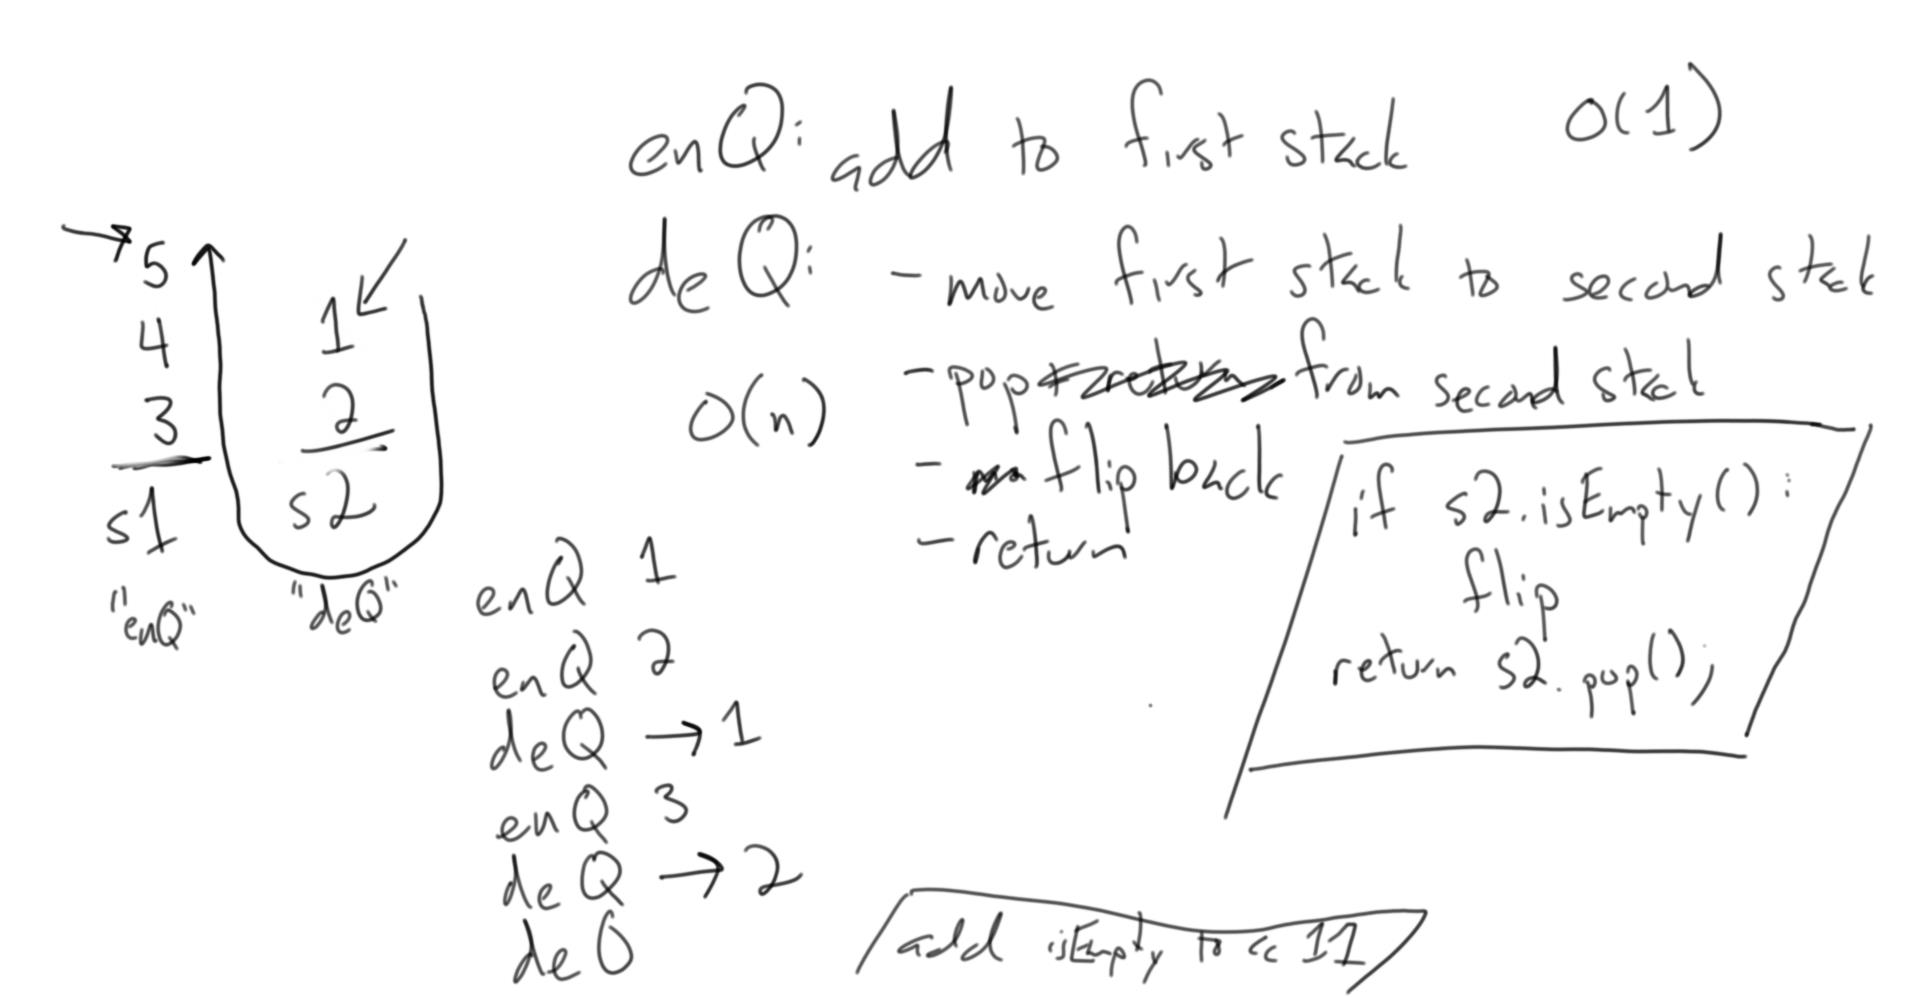 enQ: add to first stack O(1)
deQ: - move first stack to second stack
O(n)
- pop from second stack
- flip back
- return
5
4
3
s1
"enQ"
1
2
s2
"deQ"
enQ 1
enQ 2
deQ → 1
enQ 3
deQ → 2
deQ
if s2.isEmpty():
flip
return s2.pop();
add isEmpty to cc 11